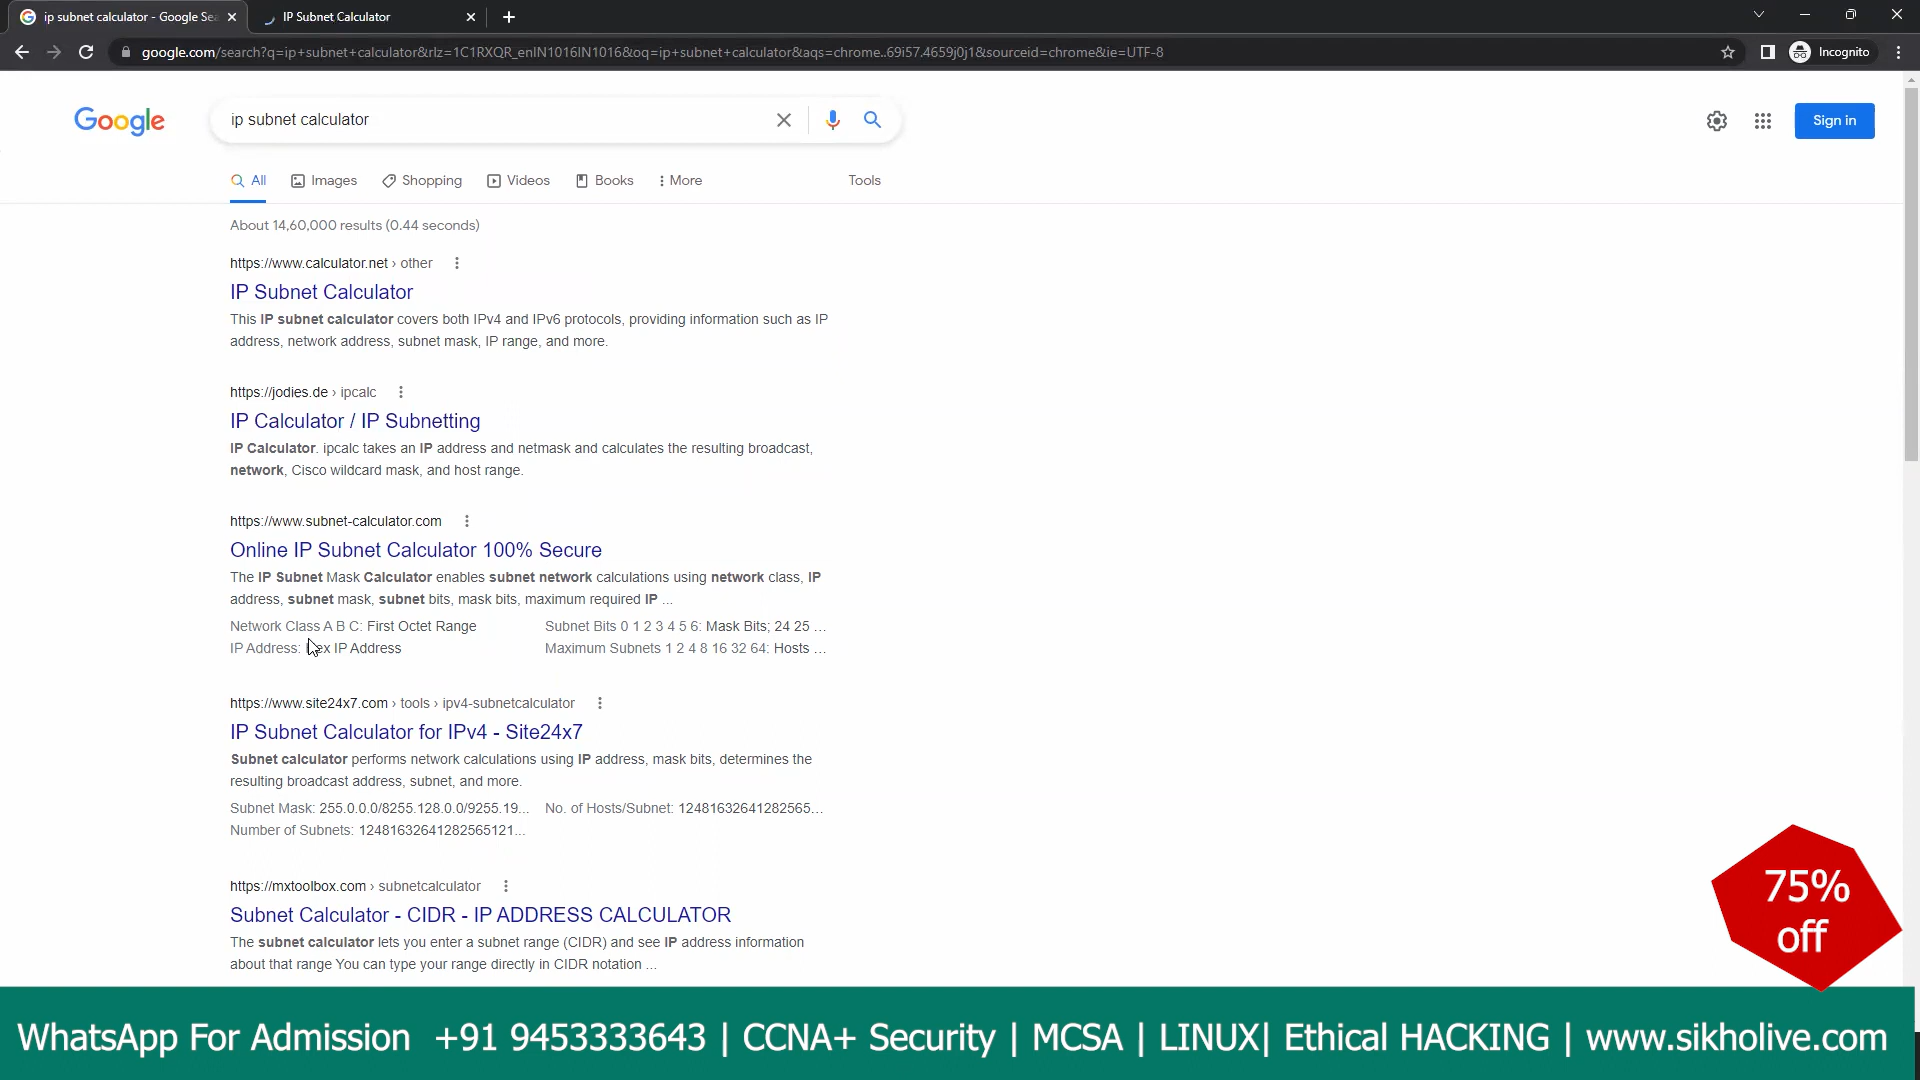 ip subnet calculator - Google Sea
IP Subnet Calculator
google.com/search?q=ip+subnet+calculator&rlz=1C1RXQR_enIN1016IN1016&oq=ip+subnet+calculator&aqs=chrome..69i57.4659j0j1&sourceid=chrome&ie=UTF-8
Incognito
Google
ip subnet calculator
Sign in
All
Images
Shopping
Videos
Books
More
Tools
About 14,60,000 results (0.44 seconds)
https://www.calculator.net › other
IP Subnet Calculator
This IP subnet calculator covers both IPv4 and IPv6 protocols, providing information such as IP
address, network address, subnet mask, IP range, and more.
https://jodies.de › ipcalc
IP Calculator / IP Subnetting
IP Calculator. ipcalc takes an IP address and netmask and calculates the resulting broadcast,
network, Cisco wildcard mask, and host range.
https://www.subnet-calculator.com
Online IP Subnet Calculator 100% Secure
The IP Subnet Mask Calculator enables subnet network calculations using network class, IP
address, subnet mask, subnet bits, mask bits, maximum required IP ...
Network Class A B C: First Octet Range
Subnet Bits 0 1 2 3 4 5 6: Mask Bits; 24 25 ...
IP Address: Hex IP Address
Maximum Subnets 1 2 4 8 16 32 64: Hosts ...
https://www.site24x7.com › tools › ipv4-subnetcalculator
IP Subnet Calculator for IPv4 - Site24x7
Subnet calculator performs network calculations using IP address, mask bits, determines the
resulting broadcast address, subnet, and more.
Subnet Mask: 255.0.0.0/8255.128.0.0/9255.19...
No. of Hosts/Subnet: 12481632641282565...
Number of Subnets: 12481632641282565121...
https://mxtoolbox.com › subnetcalculator
Subnet Calculator - CIDR - IP ADDRESS CALCULATOR
The subnet calculator lets you enter a subnet range (CIDR) and see IP address information
about that range You can type your range directly in CIDR notation ...
75%
off
WhatsApp For Admission +91 9453333643 | CCNA+ Security | MCSA | LINUX| Ethical HACKING | www.sikholive.com